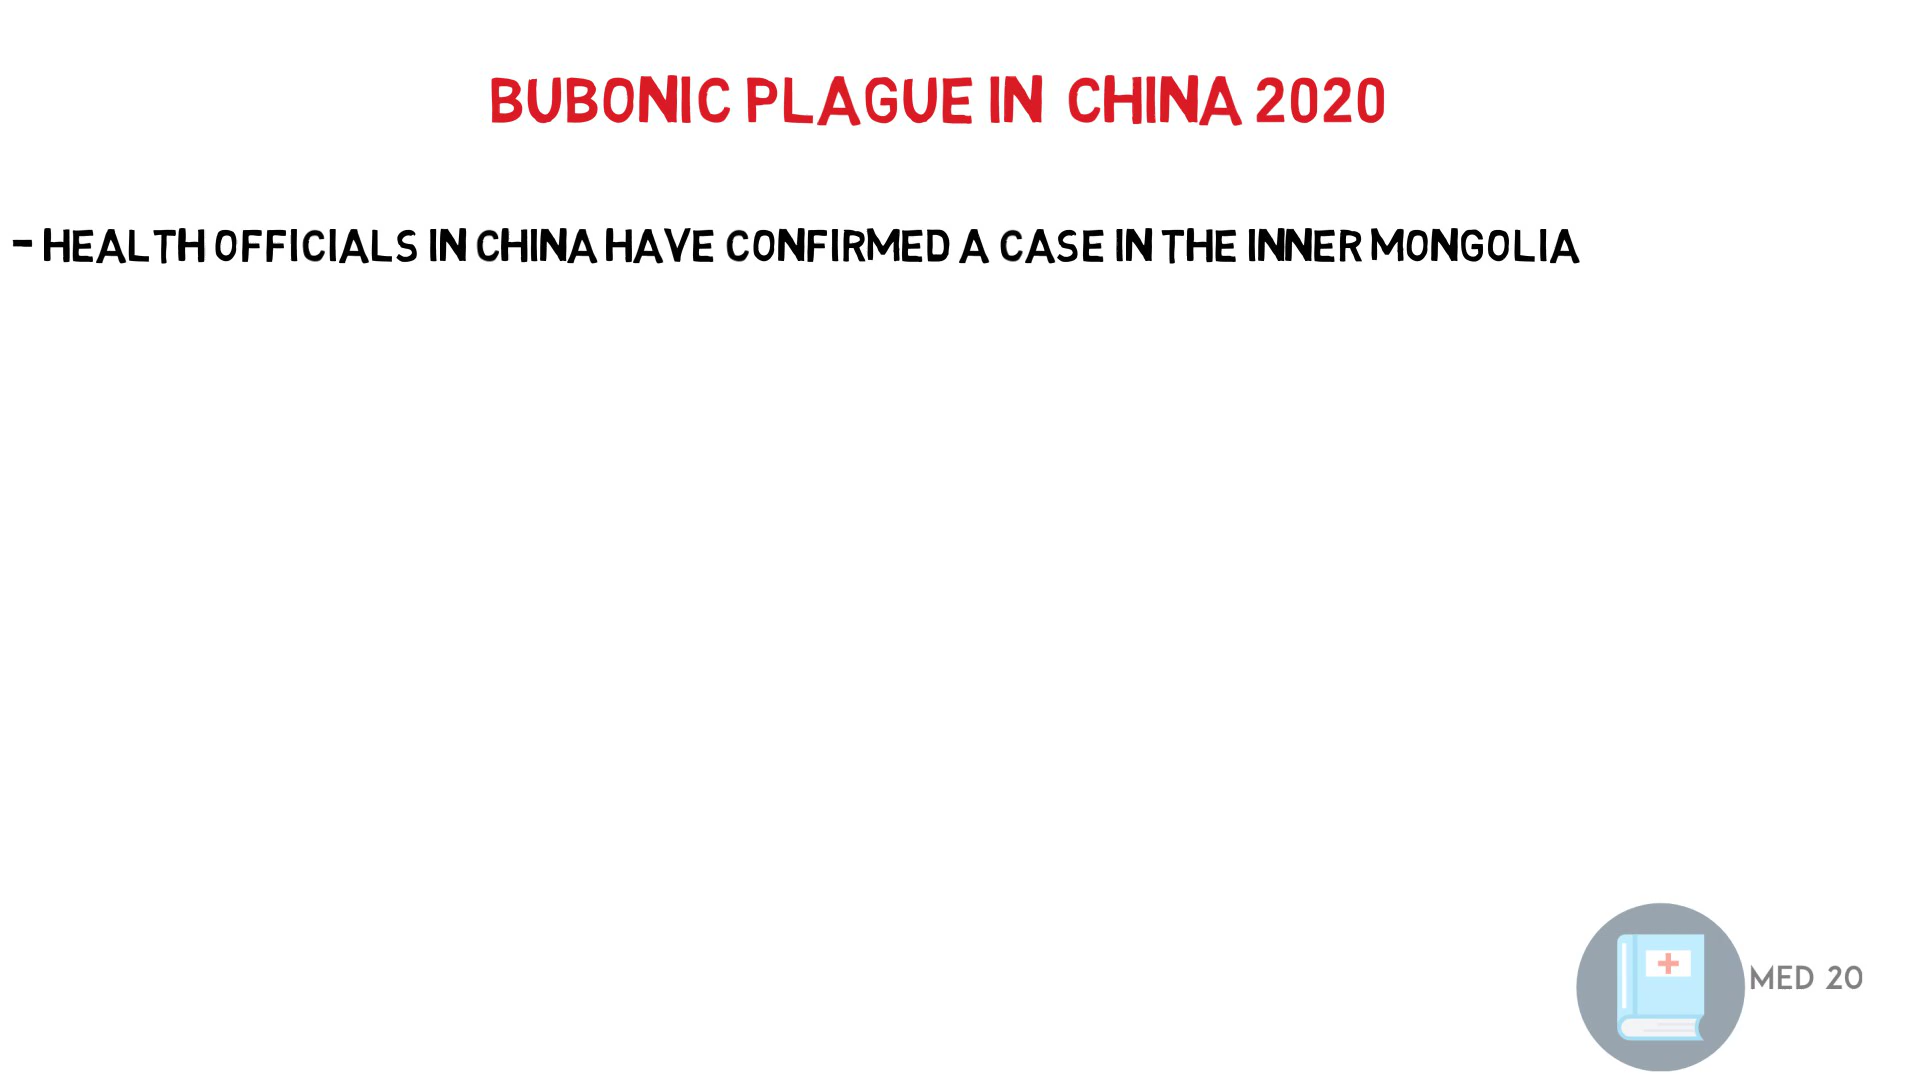 BUBONIC PLAGUE IN CHINA 2020
- HEALTH OFFICIALS IN CHINA HAVE CONFIRMED A CASE IN THE INNER MONGOLIA
MED 20